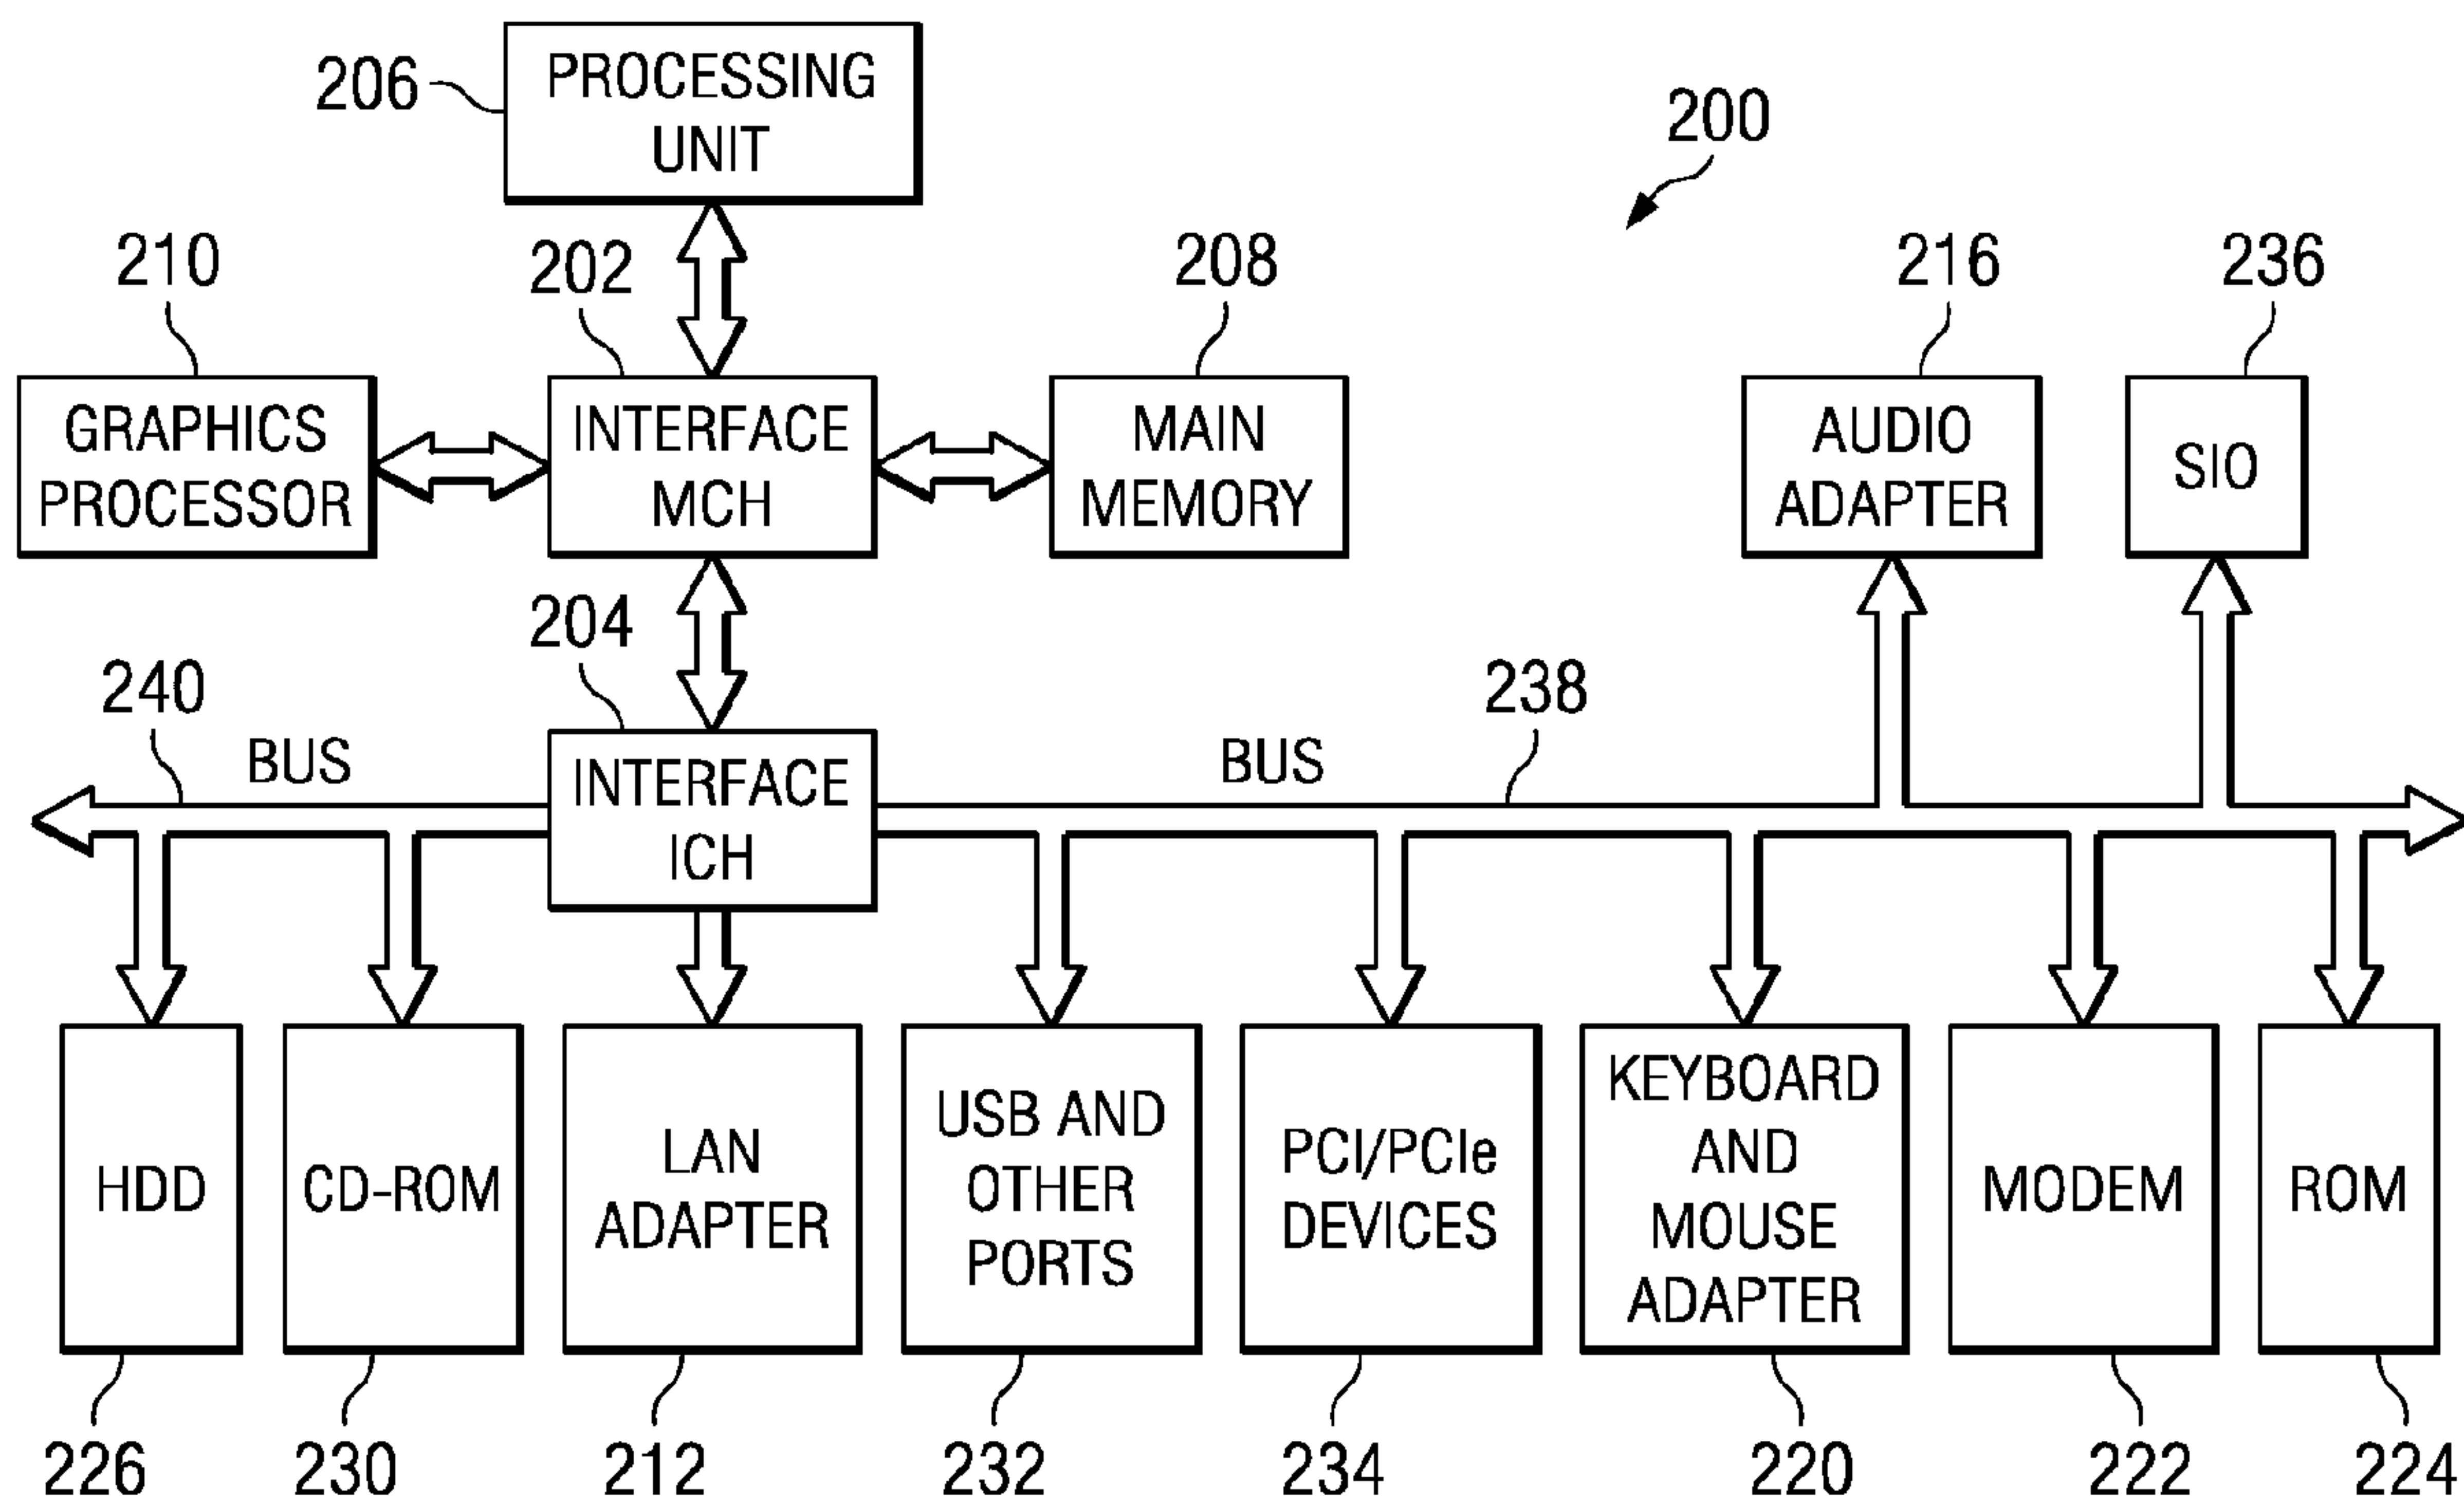 206
PROCESSING
UNIT
200
210
202
208
216
236
GRAPHICS
PROCESSOR
INTERFACE
MCH
MAIN
MEMORY
AUDIO
ADAPTER
SIO
204
240
BUS
INTERFACE
ICH
BUS
238
HDD
CD-ROM
LAN
ADAPTER
USB AND
OTHER
PORTS
PCI/PCIe
DEVICES
KEYBOARD
AND
MOUSE
ADAPTER
MODEM
ROM
226
230
212
232
234
220
222
224